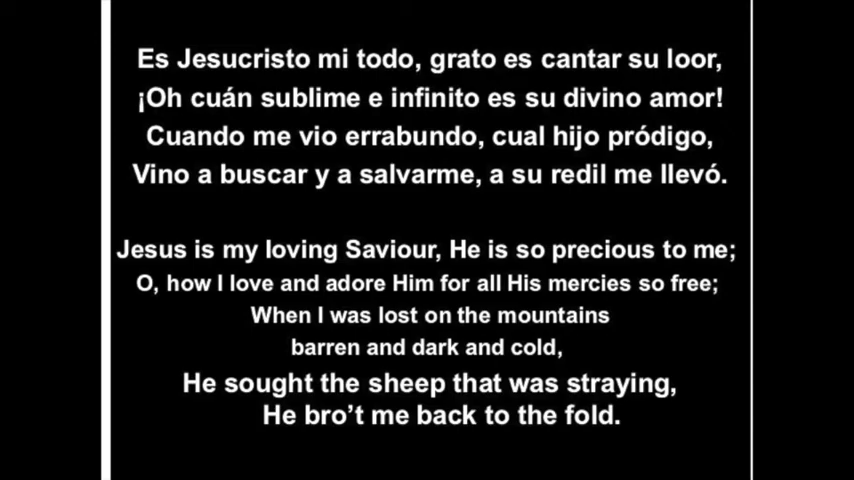 Es Jesucristo mi todo, grato es cantar su loor,
¡Oh cuán sublime e infinito es su divino amor!
Cuando me vio errabundo, cual hijo pródigo,
Vino a buscar y a salvarme, a su redil me llevó.
Jesus is my loving Saviour, He is so precious to me;
O, how I love and adore Him for all His mercies so free;
When I was lost on the mountains
barren and dark and cold,
He sought the sheep that was straying,
He bro’t me back to the fold.